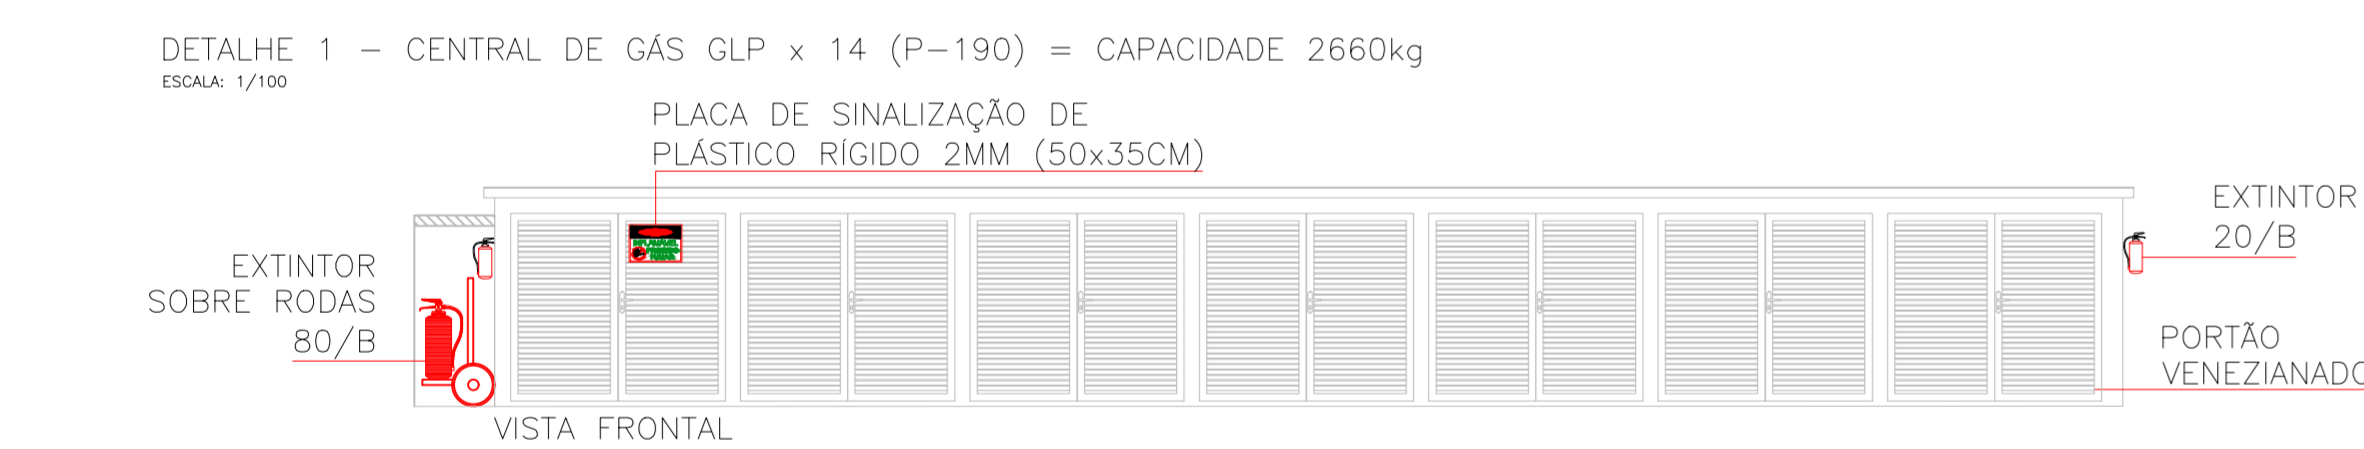 DETALHE 1 - CENTRAL DE GÁS GLP x 14 (P-190) = CAPACIDADE 2660kg
ESCALA: 1/100
PLACA DE SINALIZAÇÃO DE
PLÁSTICO RÍGIDO 2MM (50x35CM)
EXTINTOR
20/B
EXTINTOR
SOBRE RODAS
80/B
PORTÃO
VENEZIANADO
VISTA FRONTAL